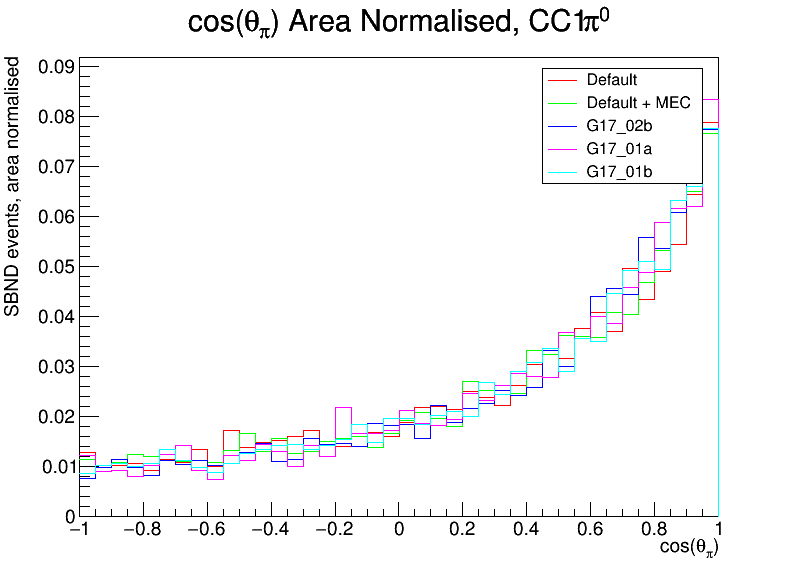 cos(θπ) Area Normalised, CC1π⁰
SBND events, area normalised
0.09
0.08
0.07
0.06
0.05
0.04
0.03
0.02
0.01
0
Default
Default + MEC
G17_02b
G17_01a
G17_01b
−1 −0.8 −0.6 −0.4 −0.2 0 0.2 0.4 0.6 0.8 1
cos(θπ)